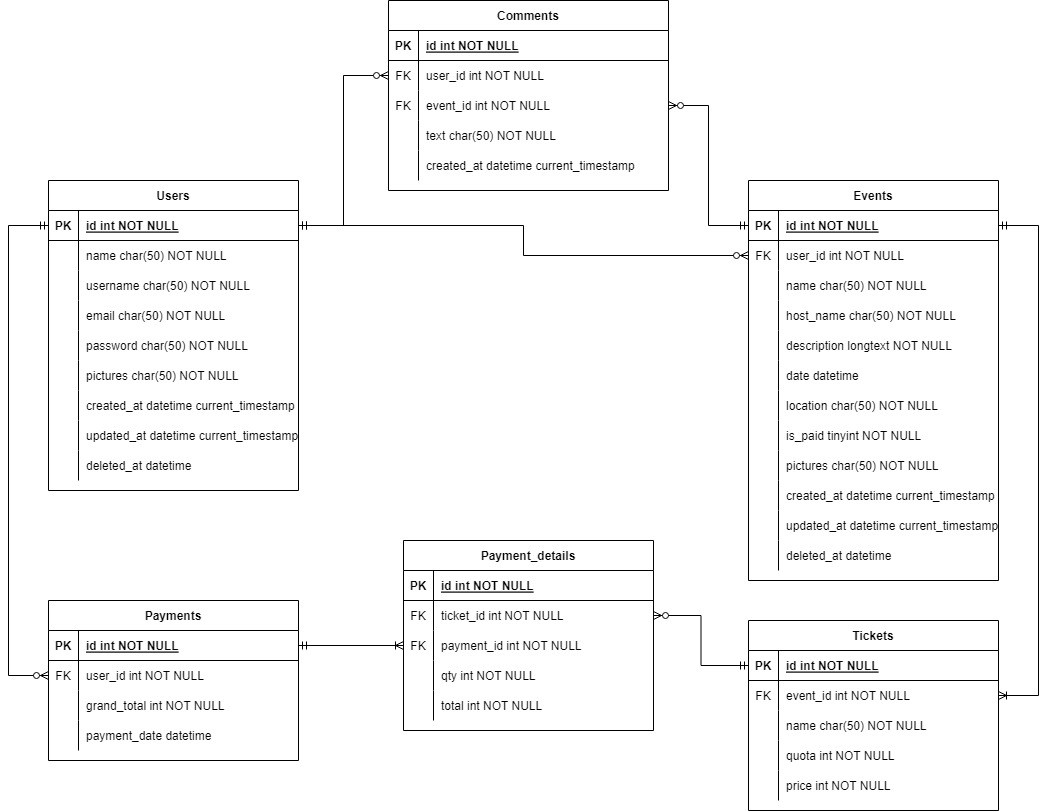 Comments
PK id int NOT NULL
FK user_id int NOT NULL
FK event_id int NOT NULL
text char(50) NOT NULL
created_at datetime current_timestamp
Users
PK id int NOT NULL
name char(50) NOT NULL
username char(50) NOT NULL
email char(50) NOT NULL
password char(50) NOT NULL
pictures char(50) NOT NULL
created_at datetime current_timestamp
updated_at datetime current_timestamp
deleted_at datetime
Events
PK id int NOT NULL
FK user_id int NOT NULL
name char(50) NOT NULL
host_name char(50) NOT NULL
description longtext NOT NULL
date datetime
location char(50) NOT NULL
is_paid tinyint NOT NULL
pictures char(50) NOT NULL
created_at datetime current_timestamp
updated_at datetime current_timestamp
deleted_at datetime
Payment_details
PK id int NOT NULL
FK ticket_id int NOT NULL
FK payment_id int NOT NULL
qty int NOT NULL
total int NOT NULL
Payments
PK id int NOT NULL
FK user_id int NOT NULL
grand_total int NOT NULL
payment_date datetime
Tickets
PK id int NOT NULL
FK event_id int NOT NULL
name char(50) NOT NULL
quota int NOT NULL
price int NOT NULL